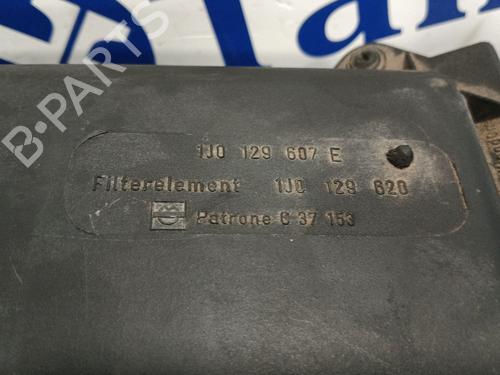 1J0 129 607 E
Filterelement 1J0 129 620
Patrone C 37 153
B-PARTS